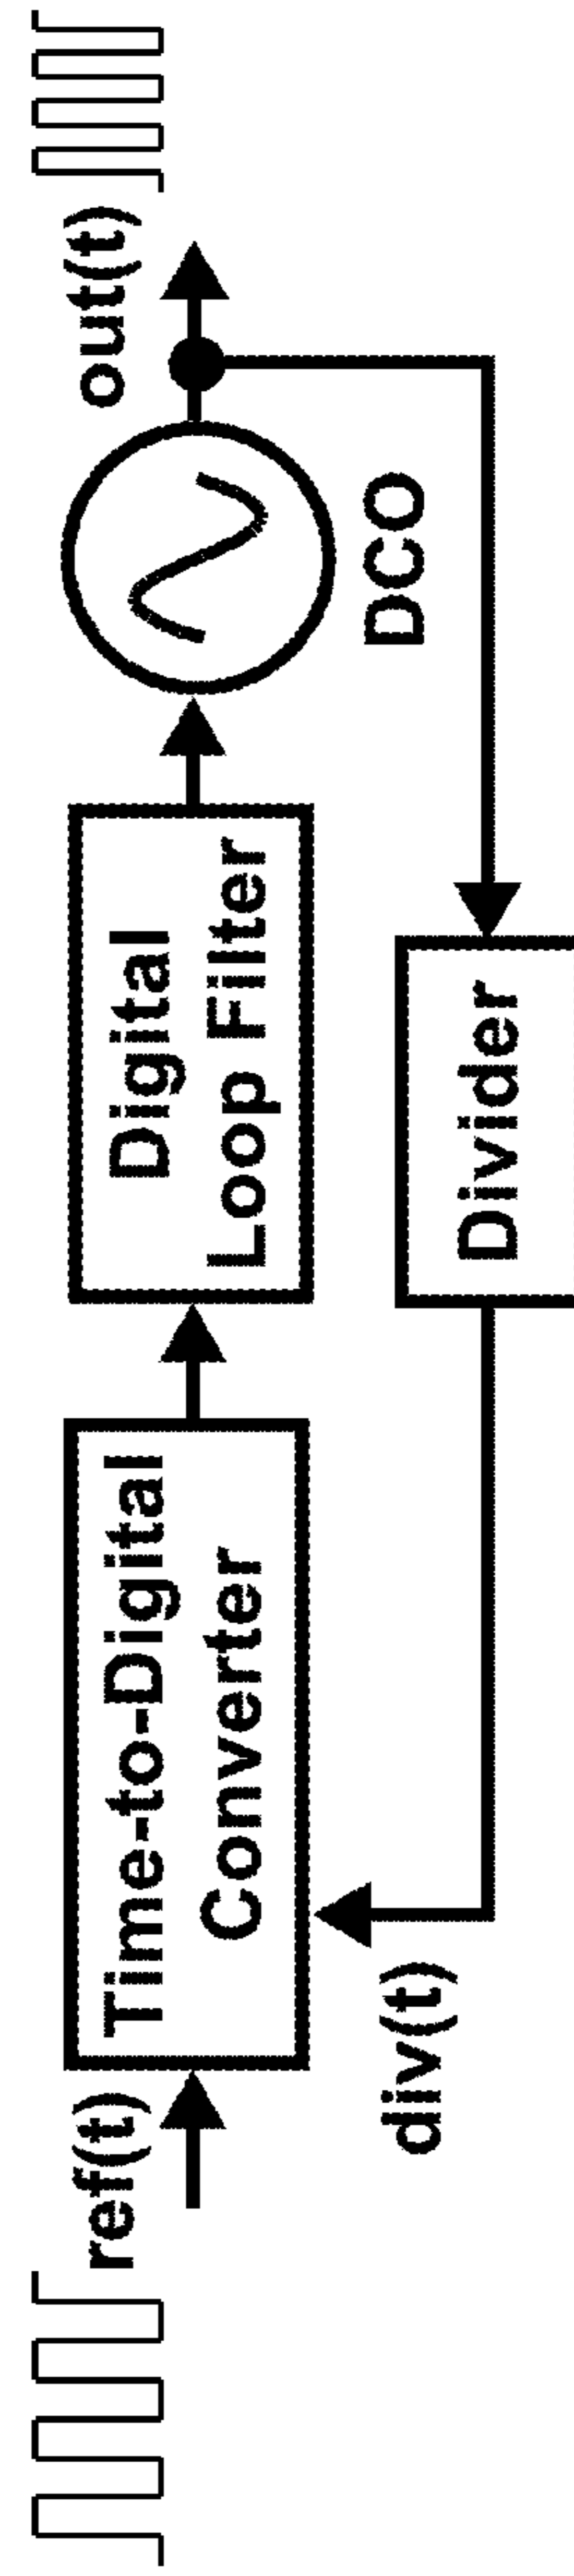 ref(t)
Time-to-Digital
Converter
Digital
Loop Filter
out(t)
DCO
div(t)
Divider